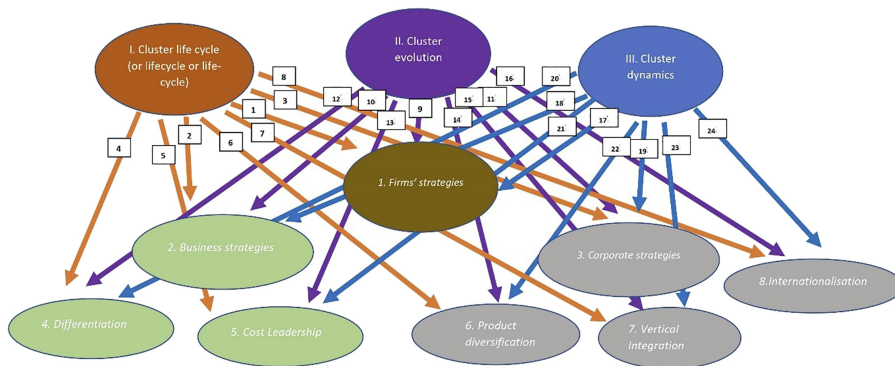 I. Cluster life cycle
(or lifecycle or life-
cycle)
II. Cluster
evolution
III. Cluster
dynamics
8
16
20
12
10
9
15
11
18
1
3
4
2
5
6
7
13
14
21
17
22
19
23
24
1. Firms' strategies
2. Business strategies
3. Corporate strategies
8.Internationalisation
4. Differentiation
5. Cost Leadership
6. Product
diversification
7. Vertical
Integration